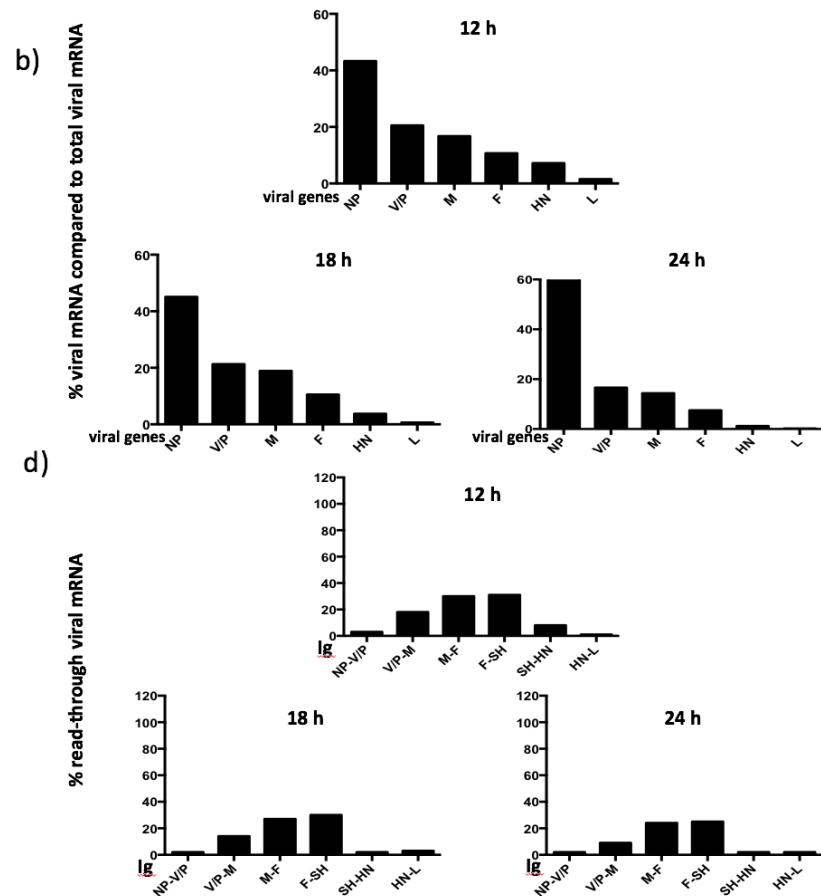 b)
% viral mRNA compared to total viral mRNA
12 h
60
40
20
0
viral genes
NP V/P M F HN L
18 h
60
40
20
0
viral genes
NP V/P M F HN L
24 h
60
40
20
0
viral genes
NP V/P M F HN L
d)
% read-through viral mRNA
12 h
120
100
80
60
40
20
0
Ig
NP-V/P V/P-M M-F F-SH SH-HN HN-L
18 h
120
100
80
60
40
20
0
Ig
NP-V/P V/P-M M-F F-SH SH-HN HN-L
24 h
120
100
80
60
40
20
0
Ig
NP-V/P V/P-M M-F F-SH SH-HN HN-L